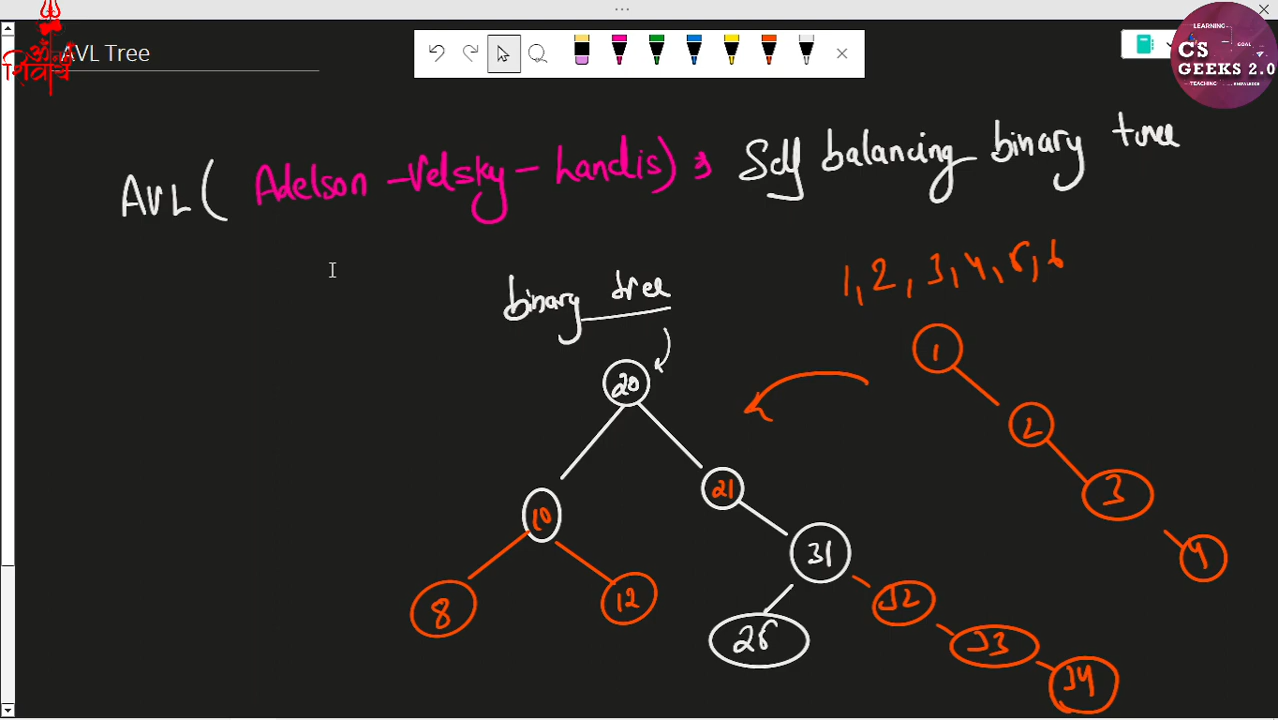 AVL Tree
ॐ
शिवाय
LEARNING
GOAL
CS
GEEKS 2.0
TEACHING
AVL ( Adelson - Velsky - Landis) → Self balancing binary tree
1, 2, 3, 4, 5, 6
binary tree
20
1
2
3
4
21
10
31
8
12
32
25
33
34